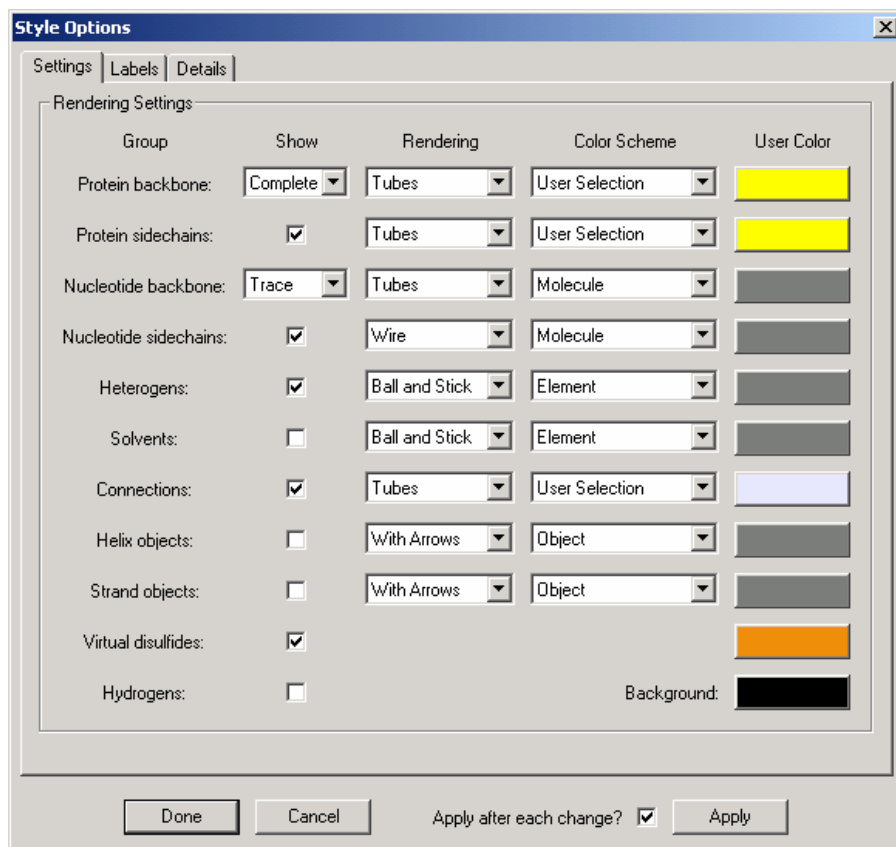 Style Options
Settings Labels Details
Rendering Settings
Group Show Rendering Color Scheme User Color
Protein backbone: Complete Tubes User Selection
Protein sidechains: Tubes User Selection
Nucleotide backbone: Trace Tubes Molecule
Nucleotide sidechains: Wire Molecule
Heterogens: Ball and Stick Element
Solvents: Ball and Stick Element
Connections: Tubes User Selection
Helix objects: With Arrows Object
Strand objects: With Arrows Object
Virtual disulfides:
Hydrogens: Background:
Done Cancel Apply after each change? Apply